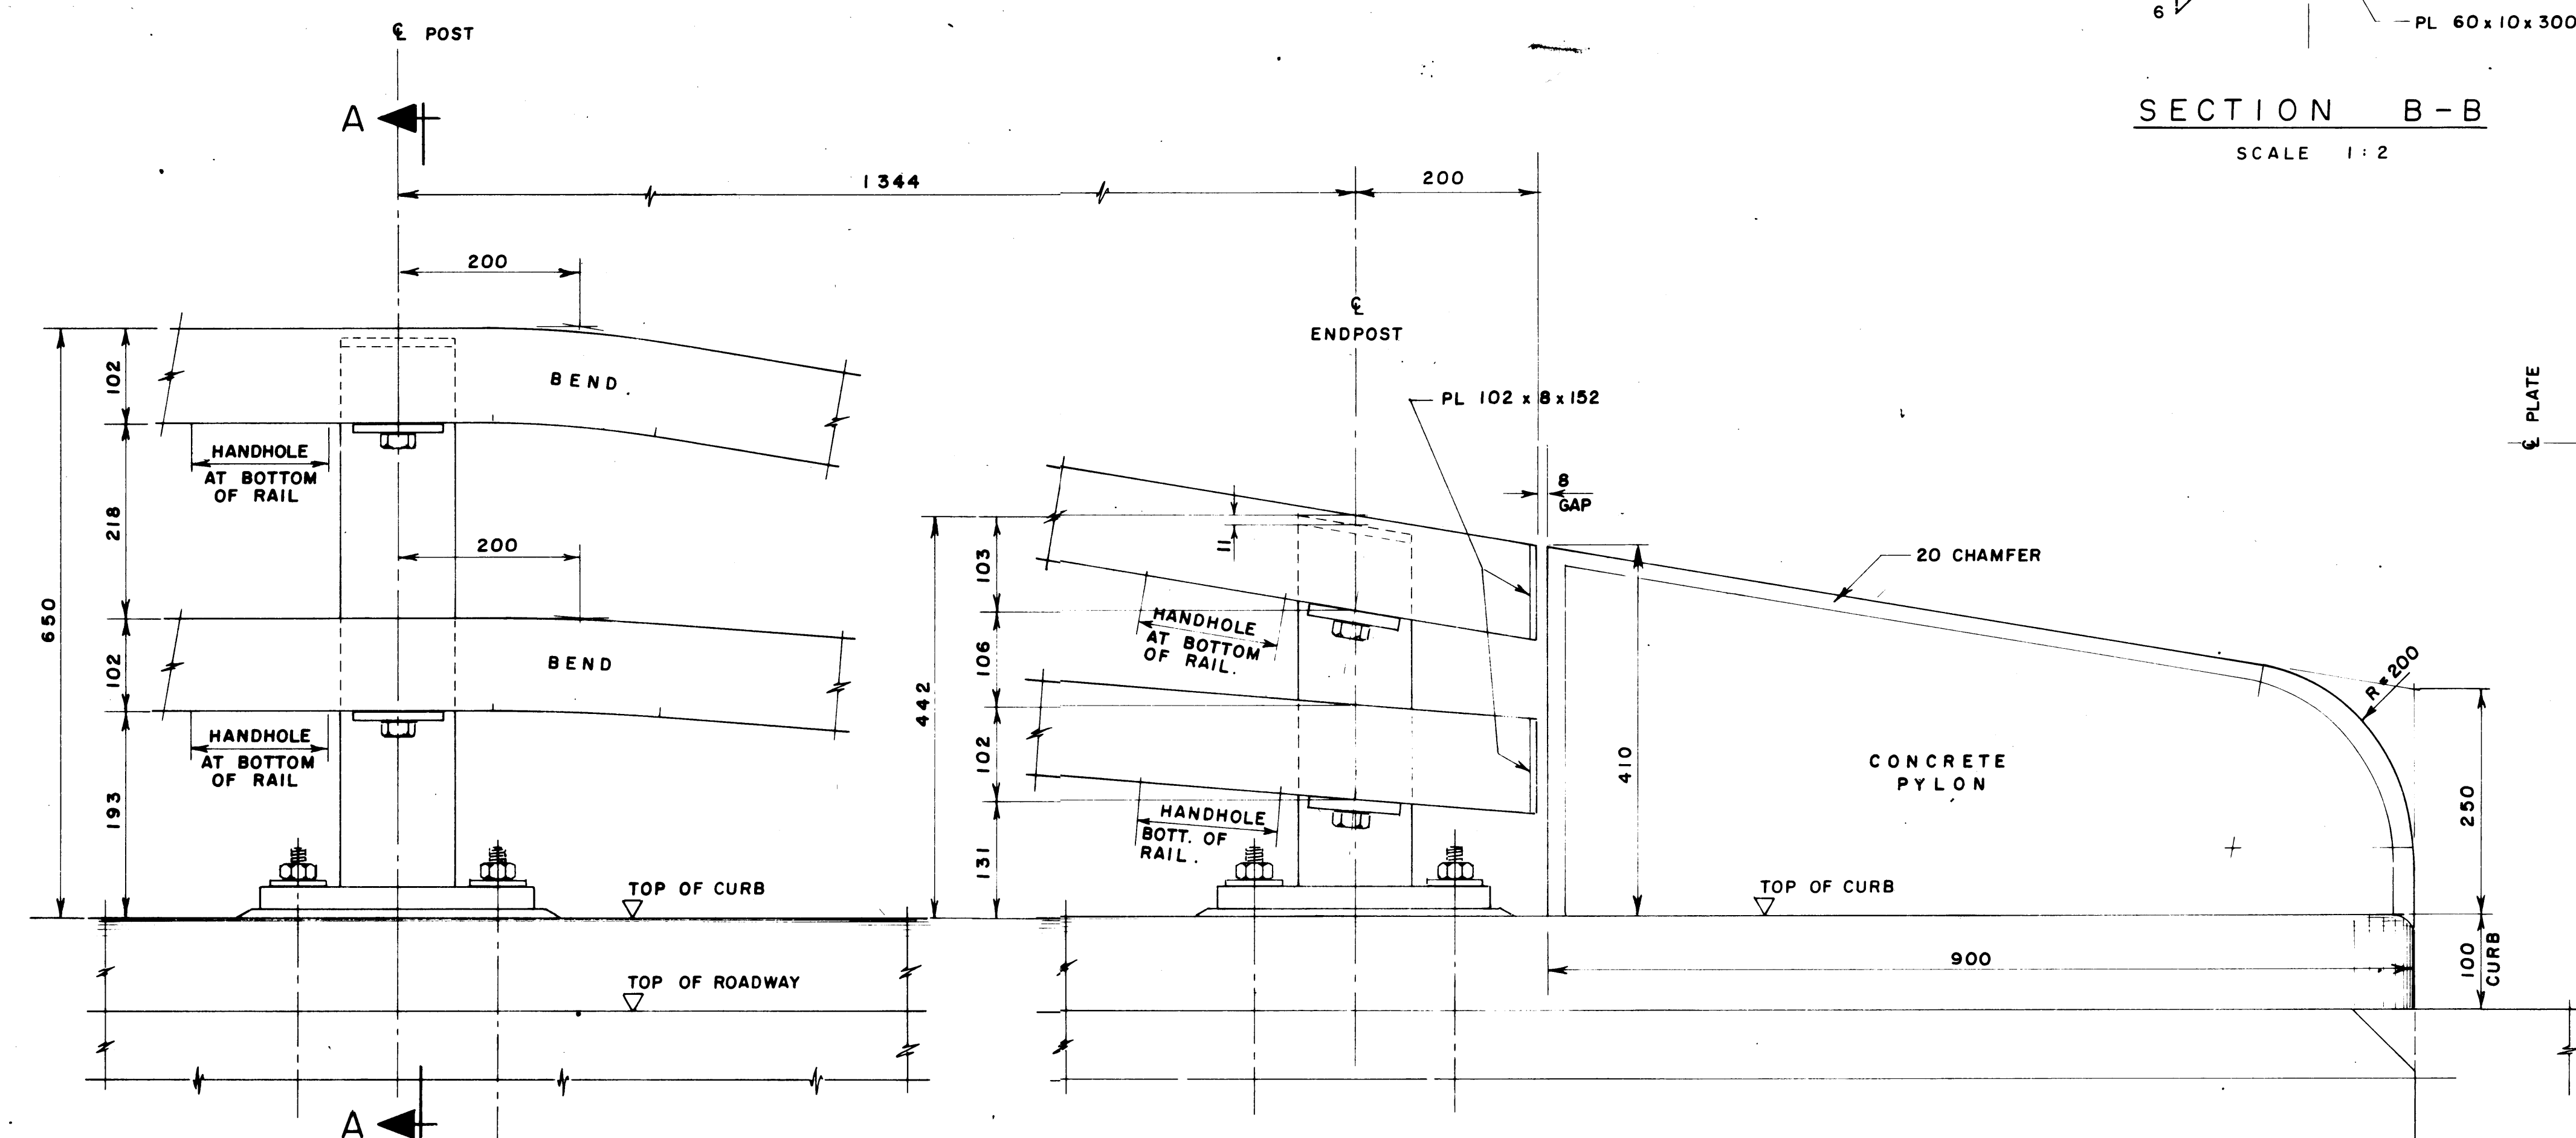 ℄ POST
6
PL 60 x 10 x 300
SECTION B-B
SCALE 1:2
A
1344
200
200
℄
ENDPOST
BEND.
102
HANDHOLE
AT BOTTOM
OF RAIL
218
200
650
102
BEND
HANDHOLE
AT BOTTOM
OF RAIL
193
TOP OF CURB
TOP OF ROADWAY
A
PL 102 x 8 x 152
8
GAP
11
442
103
106
102
131
HANDHOLE
AT BOTTOM
OF RAIL.
HANDHOLE
BOTT. OF
RAIL.
410
20 CHAMFER
R=200
CONCRETE
PYLON
TOP OF CURB
900
250
100
CURB
℄ PLATE